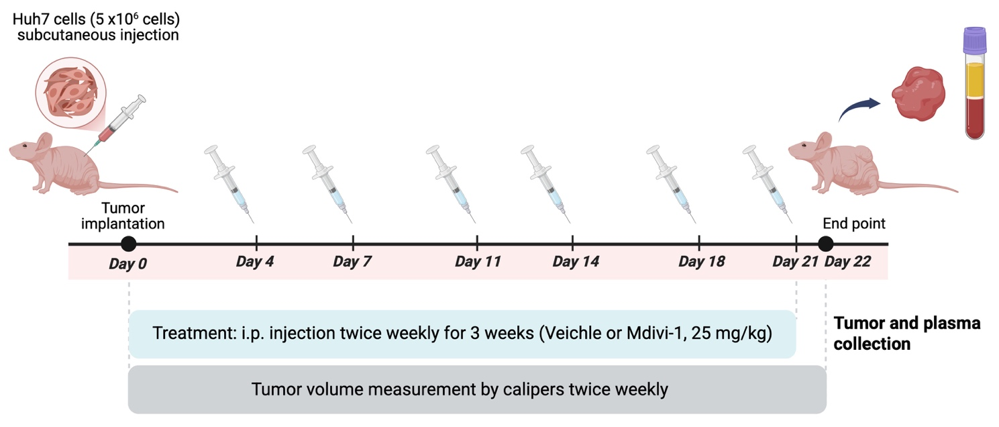 Huh7 cells (5 x10⁶ cells)
subcutaneous injection
Tumor
implantation
End point
Day 0
Day 4
Day 7
Day 11
Day 14
Day 18
Day 21
Day 22
Treatment: i.p. injection twice weekly for 3 weeks (Veichle or Mdivi-1, 25 mg/kg)
Tumor and plasma
collection
Tumor volume measurement by calipers twice weekly